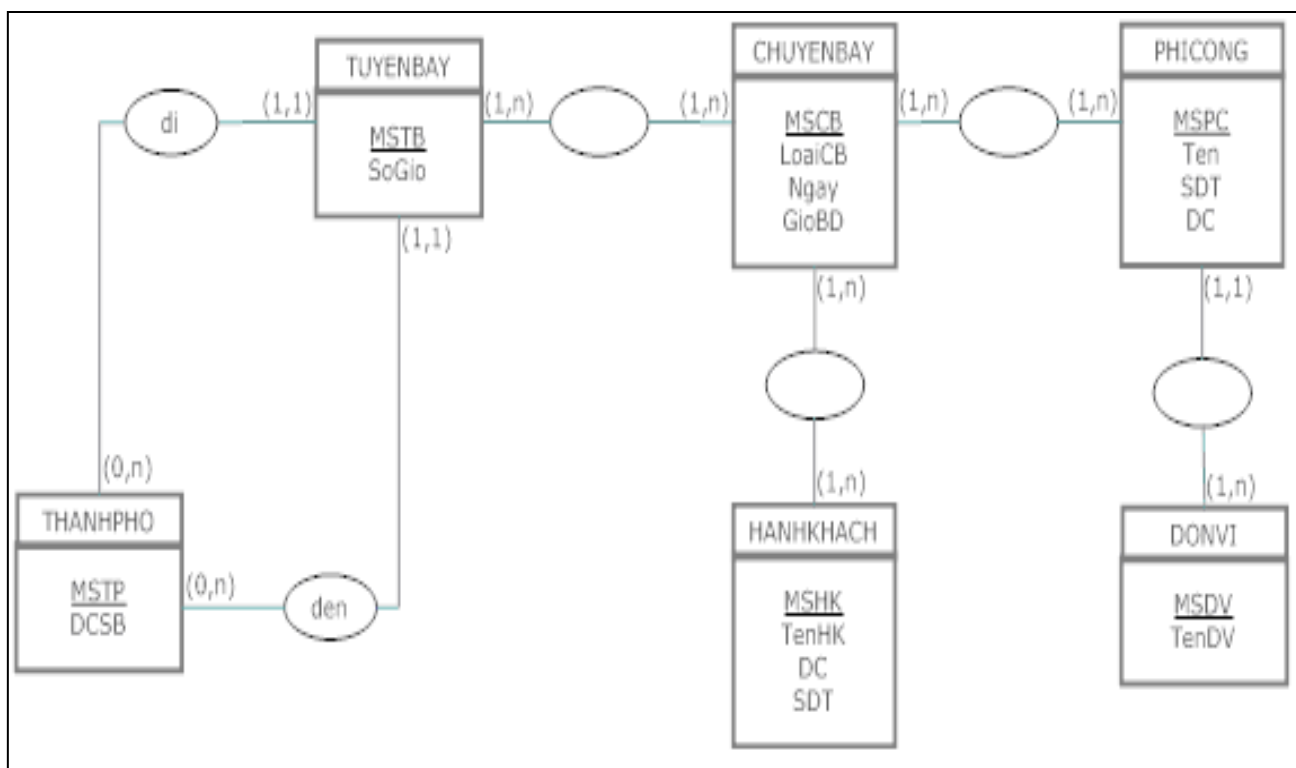 TUYENBAY
MSTB
SoGio
CHUYENBAY
MSCB
LoaiCB
Ngay
GioBD
PHICONG
MSPC
Ten
SDT
DC
di
(1,1)
(1,n)
(1,n)
(1,n)
(1,n)
(1,1)
(1,n)
(1,1)
(0,n)
(1,n)
(1,n)
THANHPHO
MSTP
DCSB
(0,n)
den
HANHKHACH
MSHK
TenHK
DC
SDT
DONVI
MSDV
TenDV